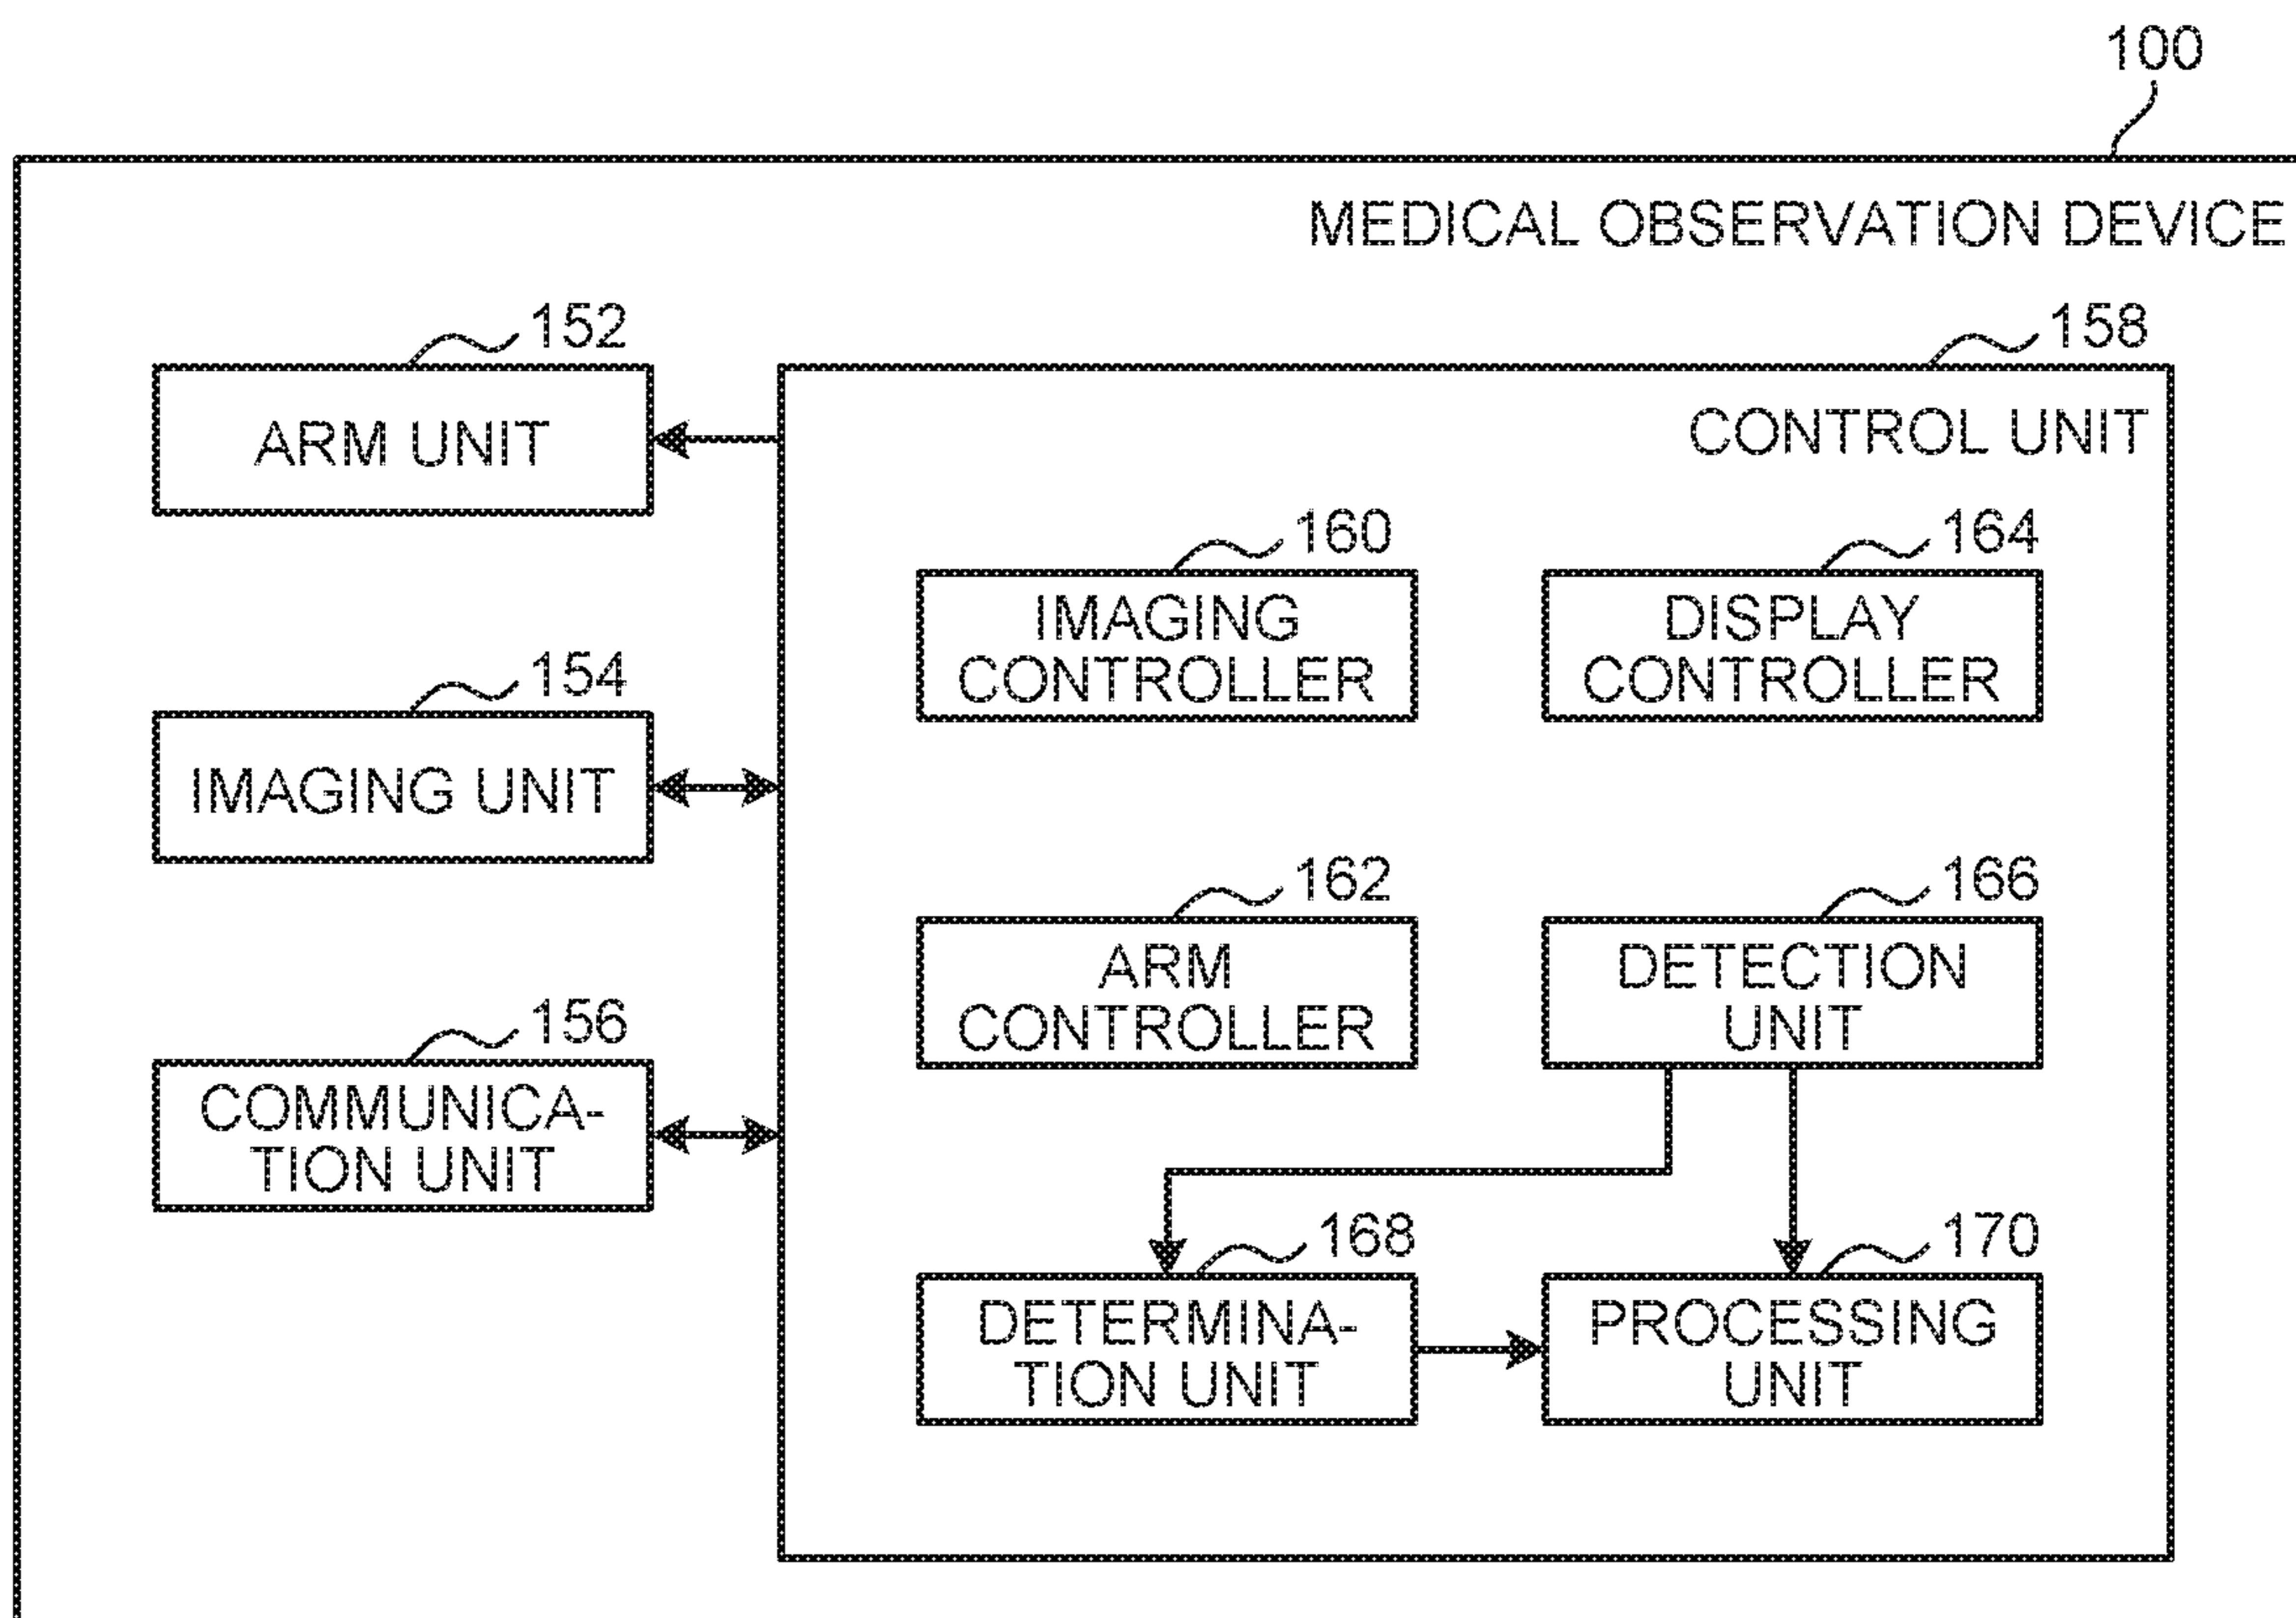 100
MEDICAL OBSERVATION DEVICE
152
158
ARM UNIT
CONTROL UNIT
160
164
IMAGING
CONTROLLER
DISPLAY
CONTROLLER
154
IMAGING UNIT
162
166
ARM
CONTROLLER
DETECTION
UNIT
156
COMMUNICA-
TION UNIT
168
170
DETERMINA-
TION UNIT
PROCESSING
UNIT